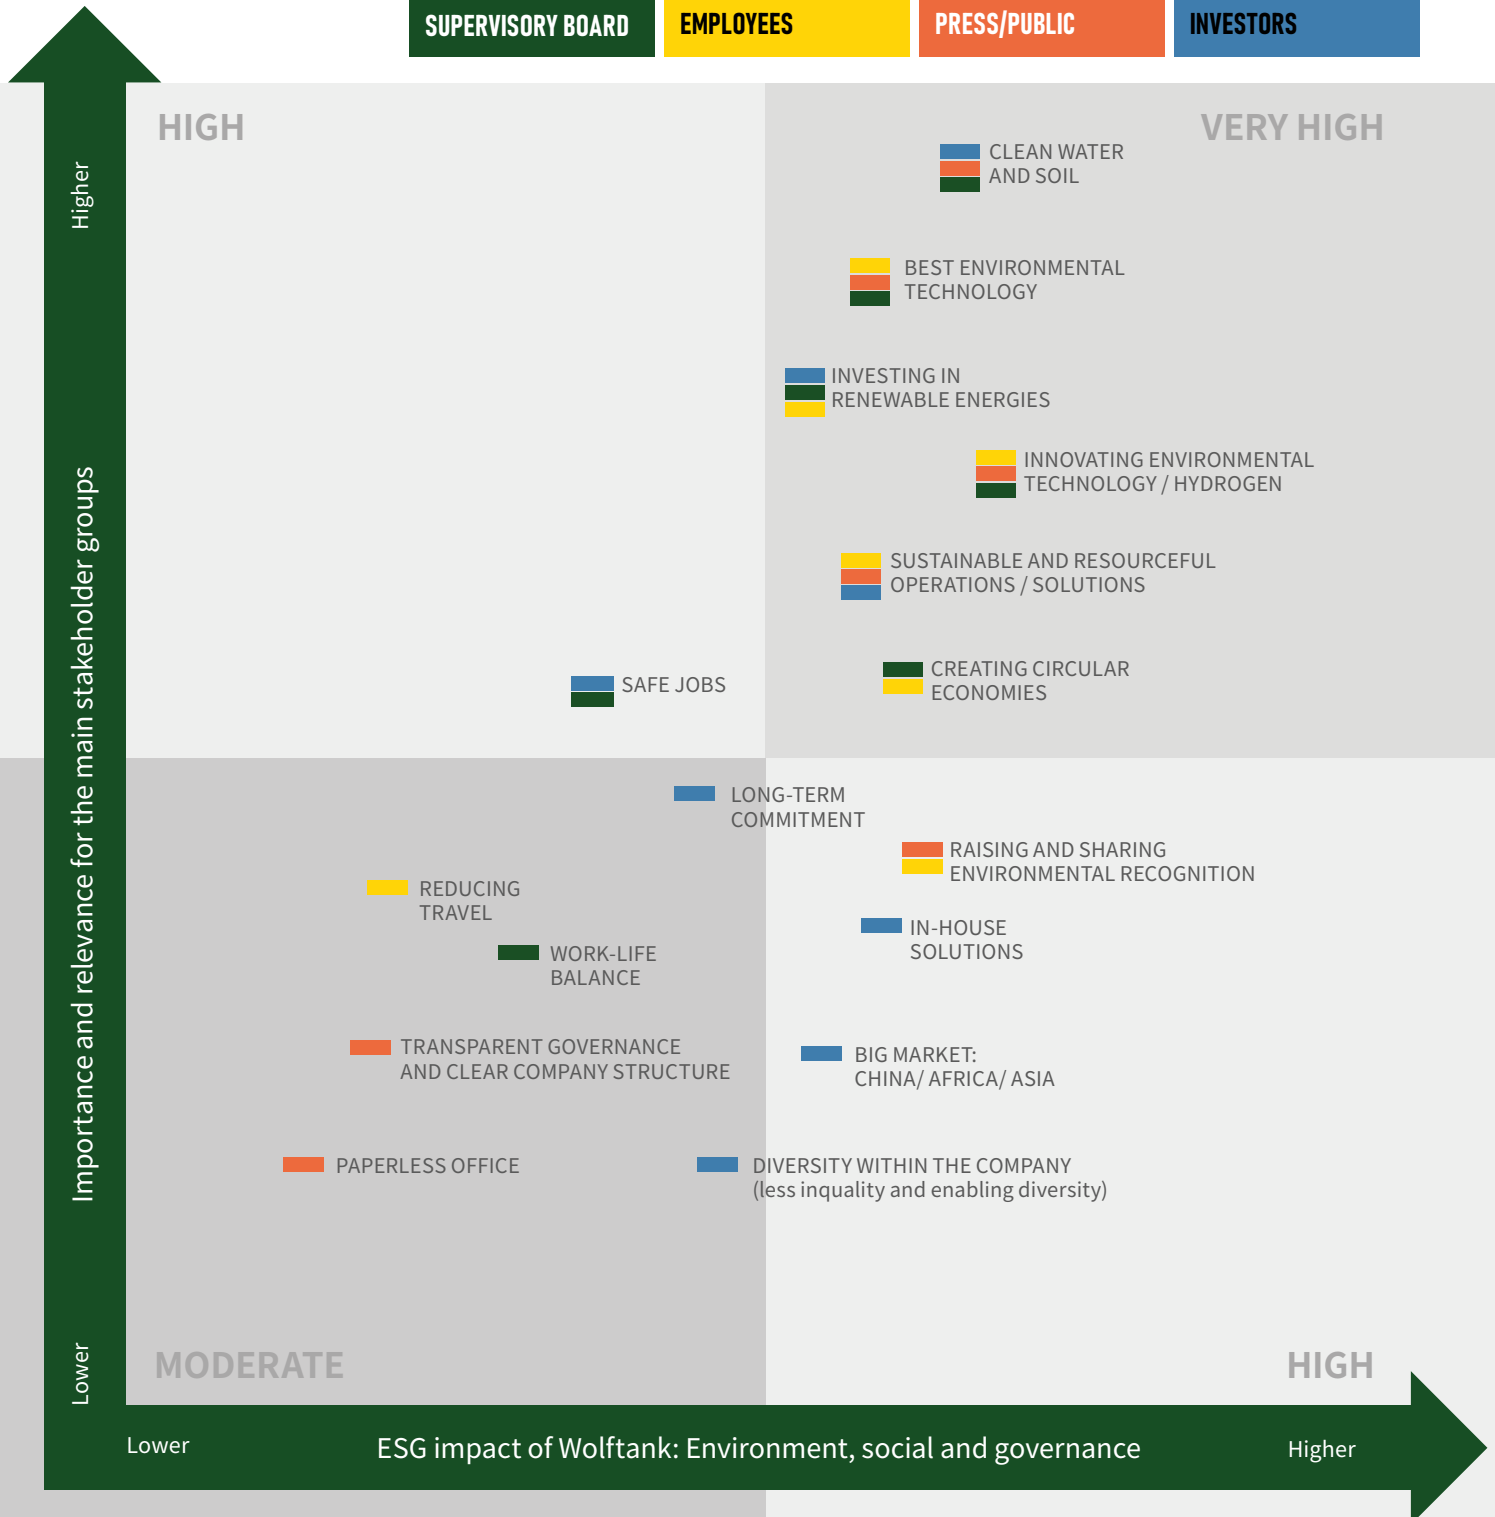 SUPERVISORY BOARD
EMPLOYEES
PRESS/PUBLIC
INVESTORS
HIGH
VERY HIGH
Higher
Importance and relevance for the main stakeholder groups
Lower
CLEAN WATER
AND SOIL
BEST ENVIRONMENTAL
TECHNOLOGY
INVESTING IN
RENEWABLE ENERGIES
INNOVATING ENVIRONMENTAL
TECHNOLOGY / HYDROGEN
SUSTAINABLE AND RESOURCEFUL
OPERATIONS / SOLUTIONS
CREATING CIRCULAR
ECONOMIES
SAFE JOBS
LONG-TERM
COMMITMENT
RAISING AND SHARING
ENVIRONMENTAL RECOGNITION
REDUCING
TRAVEL
IN-HOUSE
SOLUTIONS
WORK-LIFE
BALANCE
TRANSPARENT GOVERNANCE
AND CLEAR COMPANY STRUCTURE
BIG MARKET:
CHINA/ AFRICA/ ASIA
PAPERLESS OFFICE
DIVERSITY WITHIN THE COMPANY
(less inquality and enabling diversity)
MODERATE
HIGH
Lower
ESG impact of Wolftank: Environment, social and governance
Higher